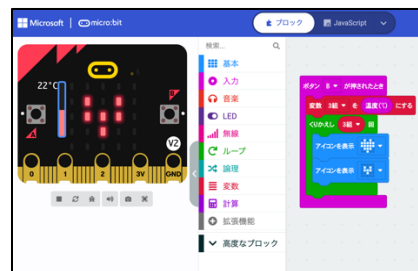 Microsoft | micro:bit
ブロック
JavaScript
検索...
22°C
A
B
V2
0 1 2 3V GND
基本
入力
音楽
LED
無線
ループ
論理
変数
計算
拡張機能
高度なブロック
ボタン B が押されたとき
変数 3組 を 温度(℃) にする
くりかえし 3組 回
アイコンを表示
アイコンを表示